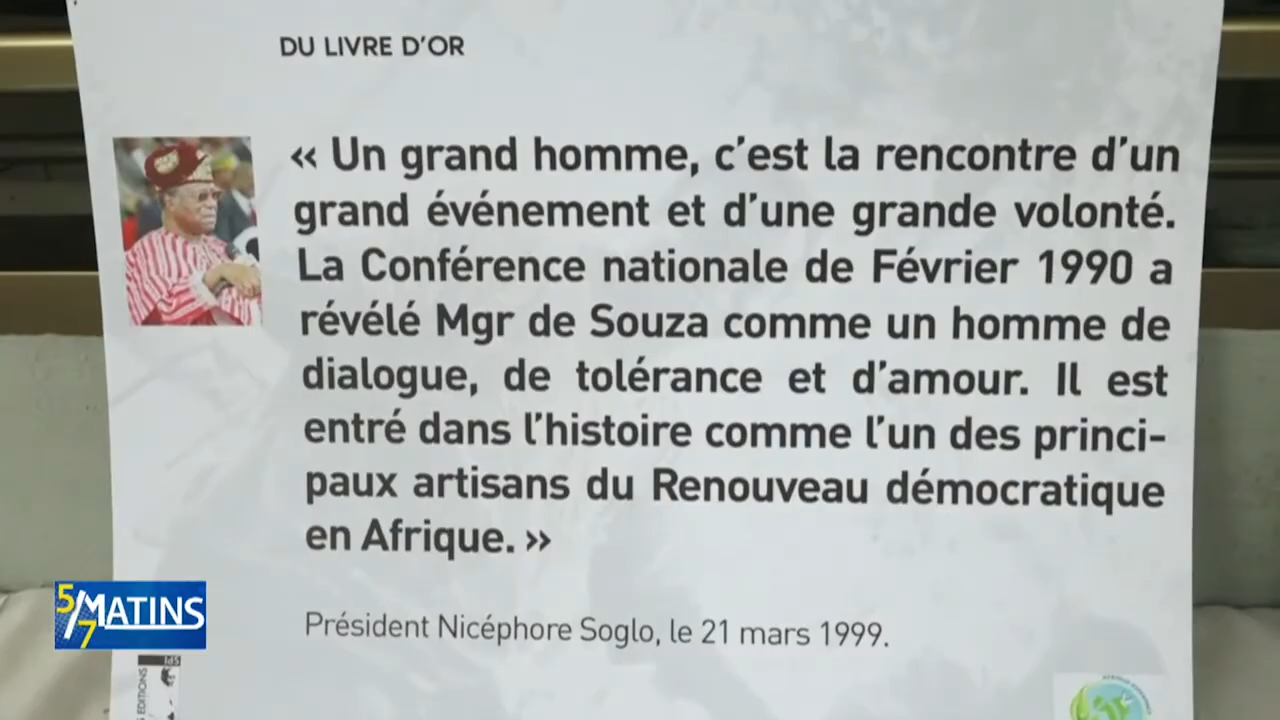 DU LIVRE D'OR
« Un grand homme, c'est la rencontre d'un
grand événement et d'une grande volonté.
La Conférence nationale de Février 1990 a
révélé Mgr de Souza comme un homme de
dialogue, de tolérance et d'amour. Il est
entré dans l'histoire comme l'un des princi-
paux artisans du Renouveau démocratique
en Afrique. »
Président Nicéphore Soglo, le 21 mars 1999.
5/7 MATINS
EDITIONS